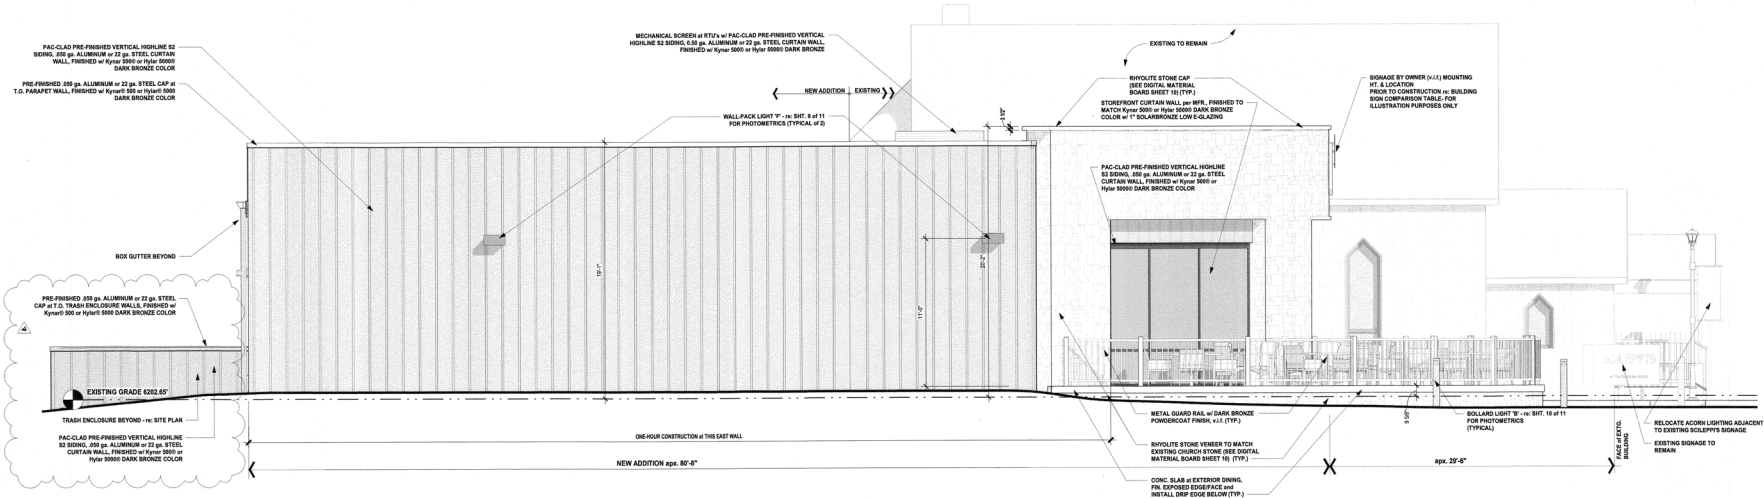 PAC-CLAD PRE-FINISHED VERTICAL HIGHLINE S2
SIDING, .050 ga. ALUMINUM or 22 ga. STEEL CURTAIN
WALL, FINISHED w/ Kynar 500® or Hylar 5000®
DARK BRONZE COLOR
PRE-FINISHED .050 ga. ALUMINUM or 22 ga. STEEL CAP at
T.O. PARAPET WALL, FINISHED w/ Kynar® 500 or Hylar® 5000
DARK BRONZE COLOR
BOX GUTTER BEYOND
PRE-FINISHED .050 ga. ALUMINUM or 22 ga. STEEL
CAP at T.O. TRASH ENCLOSURE WALLS, FINISHED w/
Kynar® 500 or Hylar® 5000 DARK BRONZE COLOR
4
EXISTING GRADE 6202.65'
TRASH ENCLOSURE BEYOND - re: SITE PLAN
PAC-CLAD PRE-FINISHED VERTICAL HIGHLINE
S2 SIDING, .050 ga. ALUMINUM or 22 ga. STEEL
CURTAIN WALL, FINISHED w/ Kynar 500® or
Hylar 5000® DARK BRONZE COLOR
MECHANICAL SCREEN at RTU's w/ PAC-CLAD PRE-FINISHED VERTICAL
HIGHLINE S2 SIDING, 0.50 ga. ALUMINUM or 22 ga. STEEL CURTAIN WALL,
FINISHED w/ Kynar 500® or Hylar 5000® DARK BRONZE
NEW ADDITION
EXISTING
WALL-PACK LIGHT 'F' - re: SHT. 9 of 11
FOR PHOTOMETRICS (TYPICAL of 2)
19'-1"
20'-2"
11'-0"
EXISTING TO REMAIN
RHYOLITE STONE CAP
(SEE DIGITAL MATERIAL
BOARD SHEET 10) (TYP.)
STOREFRONT CURTAIN WALL per MFR., FINISHED TO
MATCH Kynar 500® or Hylar 5000® DARK BRONZE
COLOR w/ 1" SOLARBRONZE LOW E-GLAZING
PAC-CLAD PRE-FINISHED VERTICAL HIGHLINE
S2 SIDING, .050 ga. ALUMINUM or 22 ga. STEEL
CURTAIN WALL, FINISHED w/ Kynar 500® or
Hylar 5000® DARK BRONZE COLOR
SIGNAGE BY OWNER (v.i.f.) MOUNTING
HT. & LOCATION
PRIOR TO CONSTRUCTION re: BUILDING
SIGN COMPARISON TABLE- FOR
ILLUSTRATION PURPOSES ONLY
METAL GUARD RAIL w/ DARK BRONZE
POWDERCOAT FINISH, v.i.f. (TYP.)
RHYOLITE STONE VENEER TO MATCH
EXISTING CHURCH STONE (SEE DIGITAL
MATERIAL BOARD SHEET 10) (TYP.)
CONC. SLAB at EXTERIOR DINING,
FIN. EXPOSED EDGE/FACE and
INSTALL DRIP EDGE BELOW (TYP.)
BOLLARD LIGHT 'B' - re: SHT. 10 of 11
FOR PHOTOMETRICS
(TYPICAL)
RELOCATE ACORN LIGHTING ADJACENT
TO EXISTING SCILEPPI'S SIGNAGE
EXISTING SIGNAGE TO
REMAIN
FACE of EXTG.
BUILDING
ONE-HOUR CONSTRUCTION at THIS EAST WALL
NEW ADDITION apx. 80'-8"
apx. 29'-6"